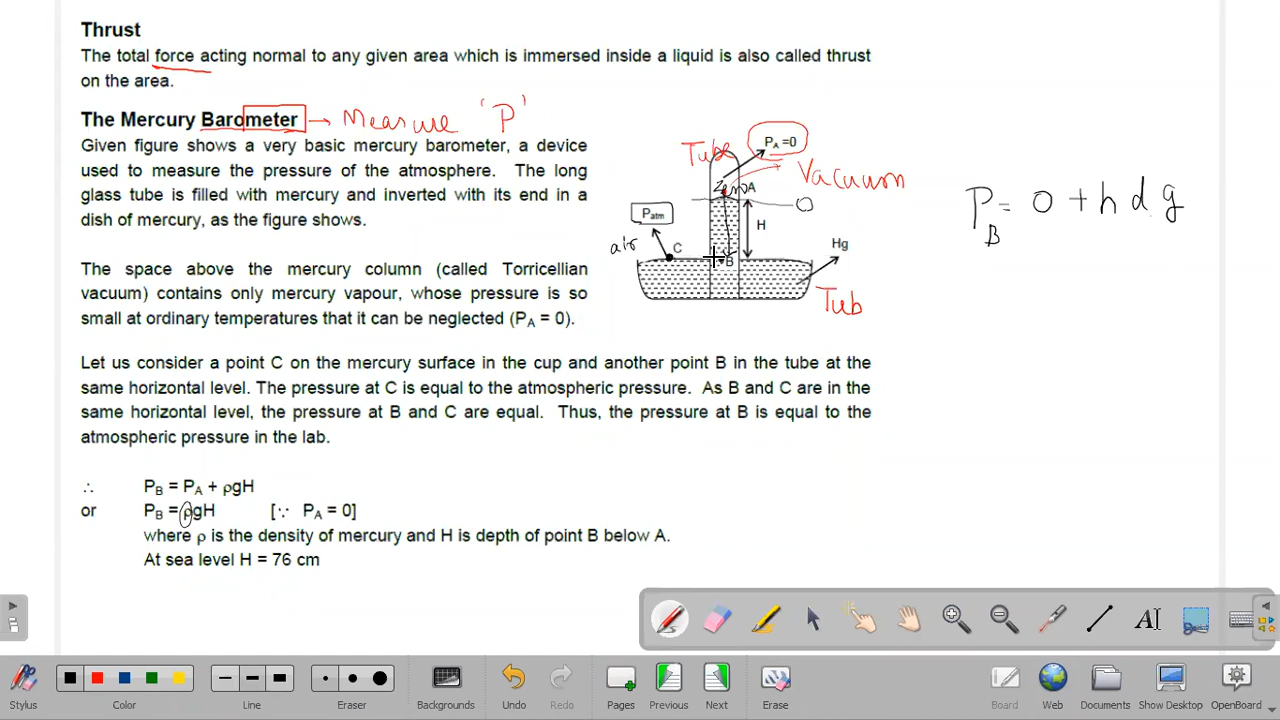 Thrust
The total force acting normal to any given area which is immersed inside a liquid is also called thrust
on the area.
The Mercury Barometer → Measure 'P'
Given figure shows a very basic mercury barometer, a device
used to measure the pressure of the atmosphere. The long
glass tube is filled with mercury and inverted with its end in a
dish of mercury, as the figure shows.
The space above the mercury column (called Torricellian
vacuum) contains only mercury vapour, whose pressure is so
small at ordinary temperatures that it can be neglected (PA = 0).
PA =0
Tube
Vacuum
Zero A
O
Patm
H
air
C
B
Hg
Tub
PB = 0 + h d g
Let us consider a point C on the mercury surface in the cup and another point B in the tube at the
same horizontal level. The pressure at C is equal to the atmospheric pressure. As B and C are in the
same horizontal level, the pressure at B and C are equal. Thus, the pressure at B is equal to the
atmospheric pressure in the lab.
∴ PB = PA + ρgH
or PB = ρgH [∵ PA = 0]
where ρ is the density of mercury and H is depth of point B below A.
At sea level H = 76 cm
Stylus
Color
Line
Eraser
Backgrounds
Undo
Redo
Pages
Previous
Next
Erase
Board
Web
Documents
Show Desktop
OpenBoard